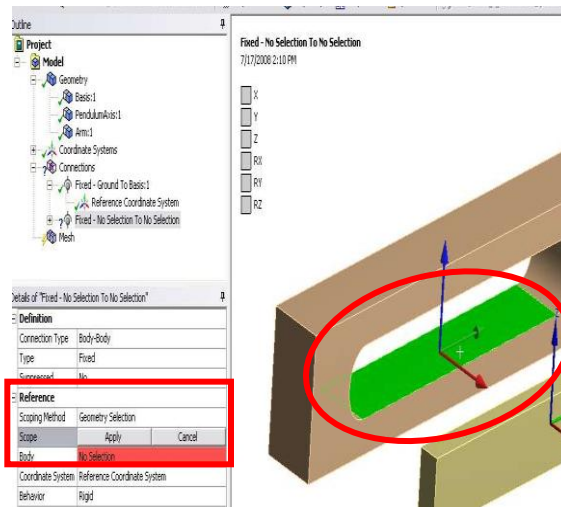 Outline
Project
Model
Geometry
Basis:1
PendulumAxis:1
Arm:1
Coordinate Systems
Connections
Fixed - Ground To Basis:1
Reference Coordinate System
Fixed - No Selection To No Selection
Mesh
Fixed - No Selection To No Selection
7/17/2008 2:10 PM
X
Y
Z
RX
RY
RZ
Details of "Fixed - No Selection To No Selection"
Definition
Connection Type Body-Body
Type Fixed
Suppressed No
Reference
Scoping Method Geometry Selection
Scope Apply Cancel
Body No Selection
Coordinate System Reference Coordinate System
Behavior Rigid